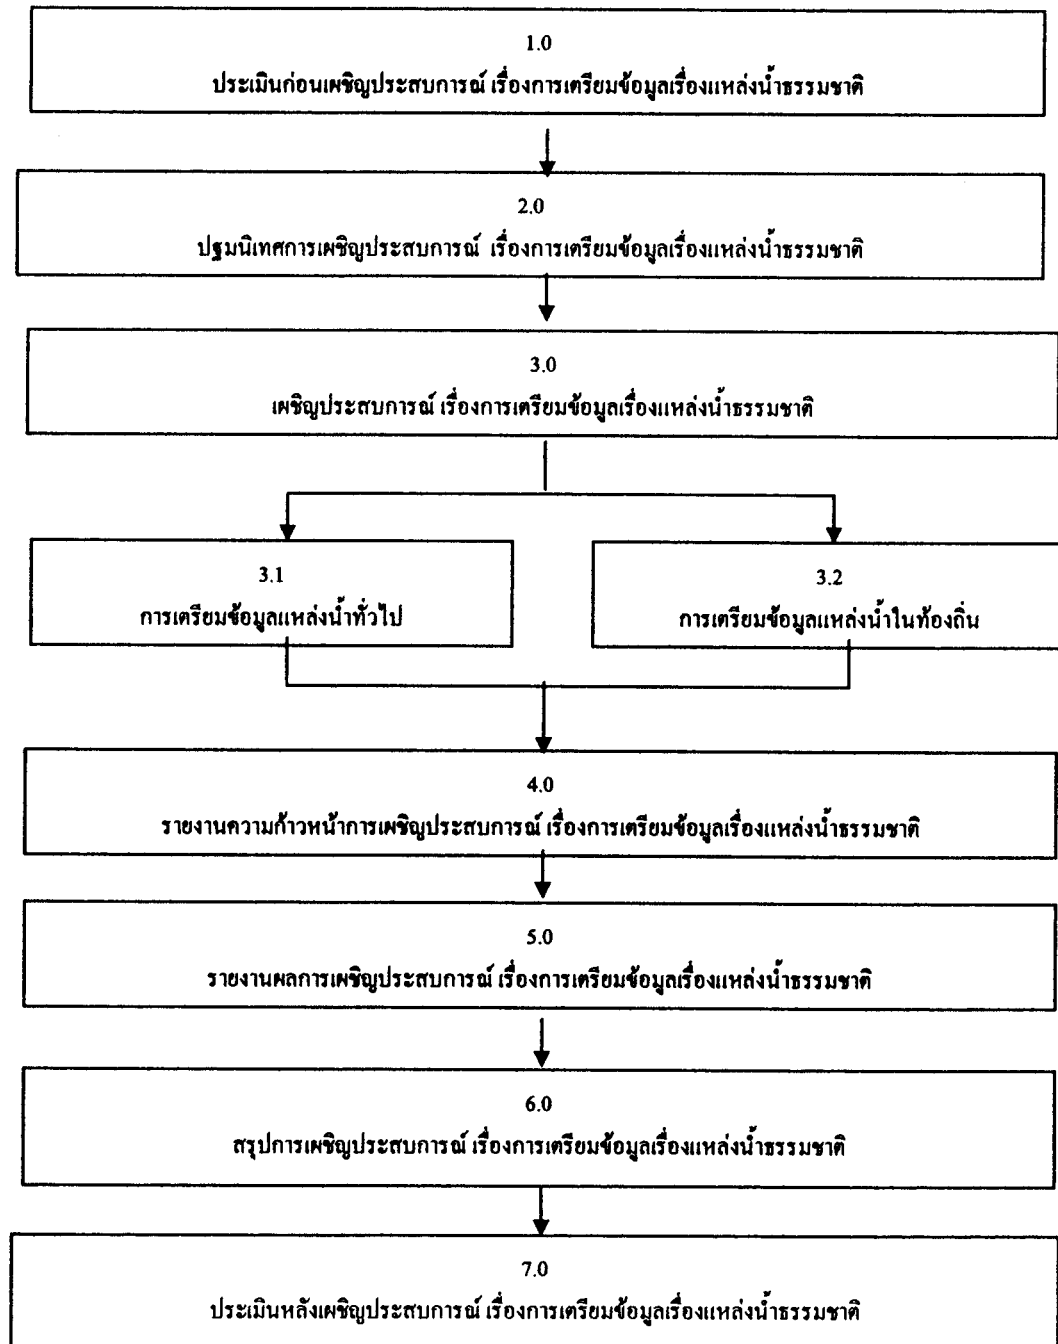 1.0
ประเมินก่อนเผชิญประสบการณ์ เรื่องการเตรียมข้อมูลเรื่องแหล่งน้ำธรรมชาติ
2.0
ปฐมนิเทศการเผชิญประสบการณ์ เรื่องการเตรียมข้อมูลเรื่องแหล่งน้ำธรรมชาติ
3.0
เผชิญประสบการณ์ เรื่องการเตรียมข้อมูลเรื่องแหล่งน้ำธรรมชาติ
3.1
การเตรียมข้อมูลแหล่งน้ำทั่วไป
3.2
การเตรียมข้อมูลแหล่งน้ำในท้องถิ่น
4.0
รายงานความก้าวหน้าการเผชิญประสบการณ์ เรื่องการเตรียมข้อมูลเรื่องแหล่งน้ำธรรมชาติ
5.0
รายงานผลการเผชิญประสบการณ์ เรื่องการเตรียมข้อมูลเรื่องแหล่งน้ำธรรมชาติ
6.0
สรุปการเผชิญประสบการณ์ เรื่องการเตรียมข้อมูลเรื่องแหล่งน้ำธรรมชาติ
7.0
ประเมินหลังเผชิญประสบการณ์ เรื่องการเตรียมข้อมูลเรื่องแหล่งน้ำธรรมชาติ